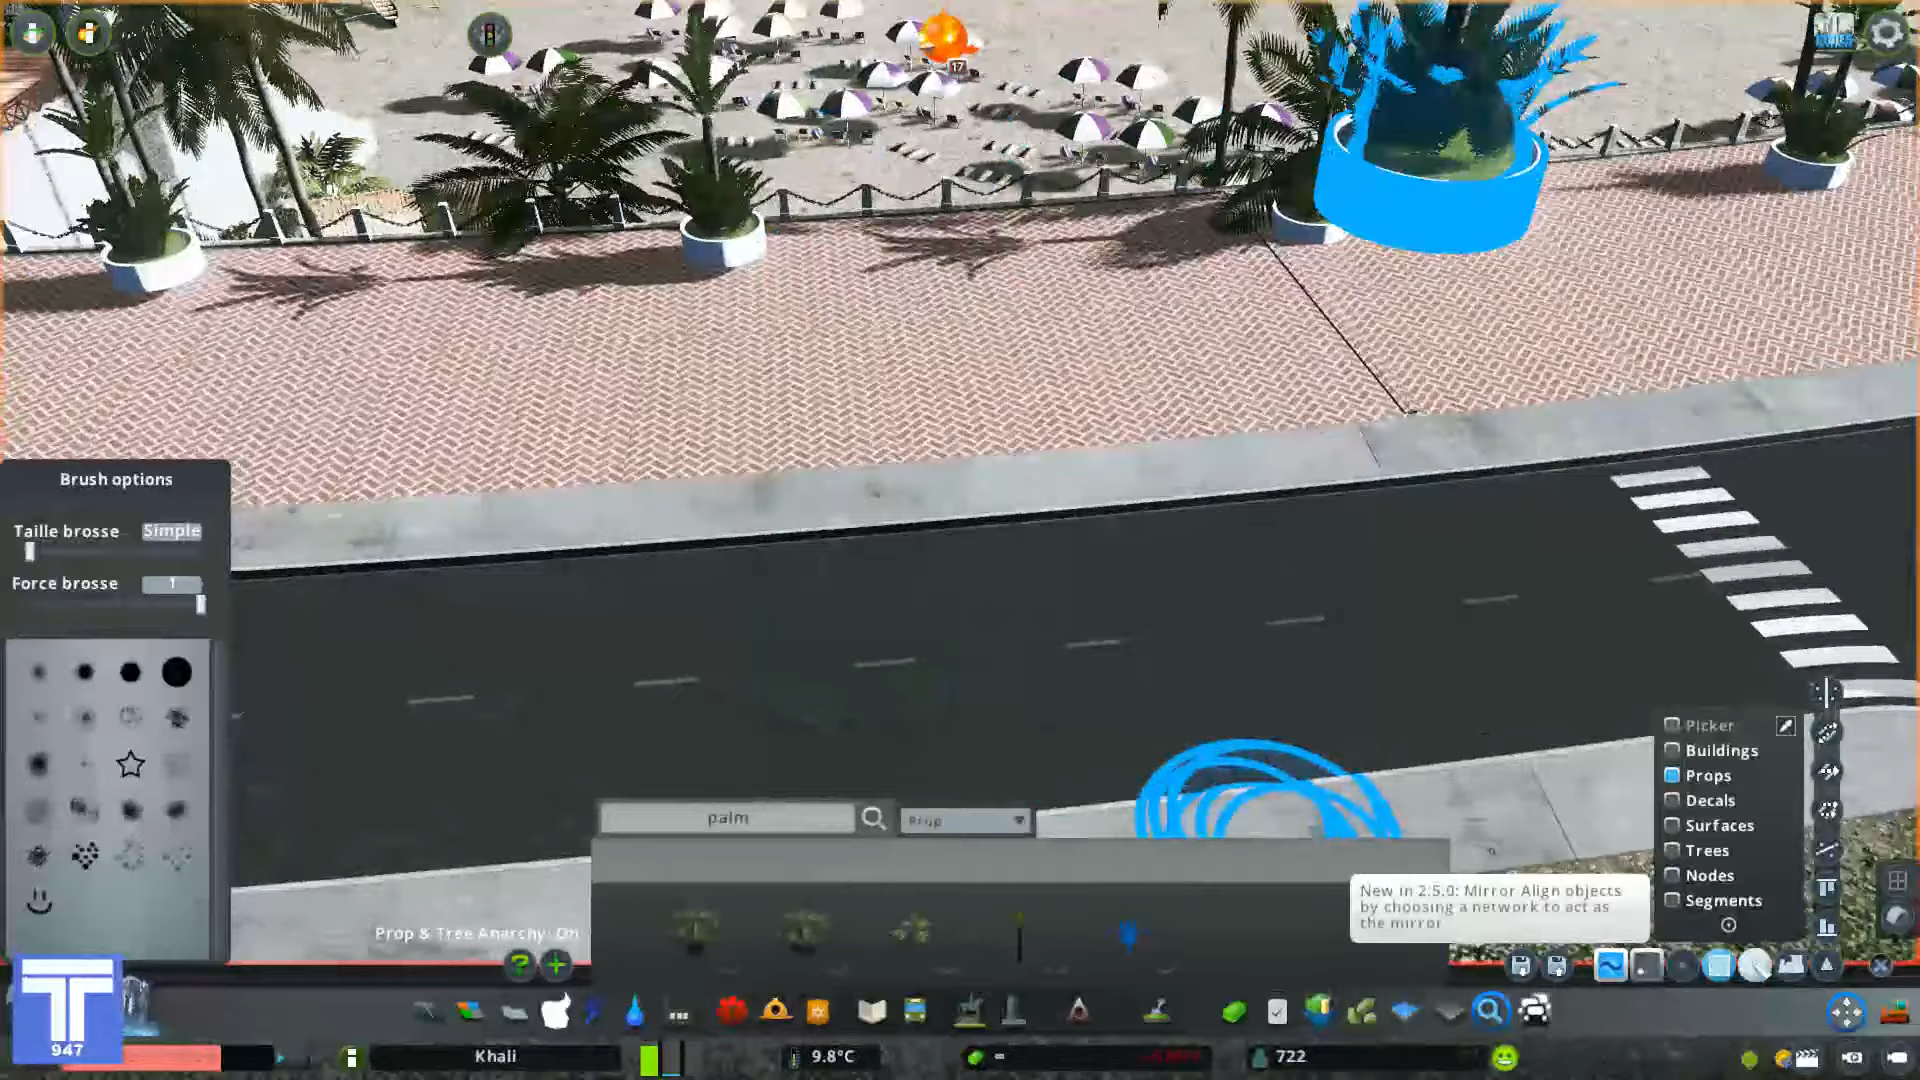 17
Brush options
Taille brosse
Simple
Force brosse
1
Picker
Buildings
Props
Decals
Surfaces
Trees
Nodes
Segments
palm
Prop
New in 2.5.0: Mirror Align objects
by choosing a network to act as
the mirror
Prop & Tree Anarchy: On
947
Khali
9.8°C
722